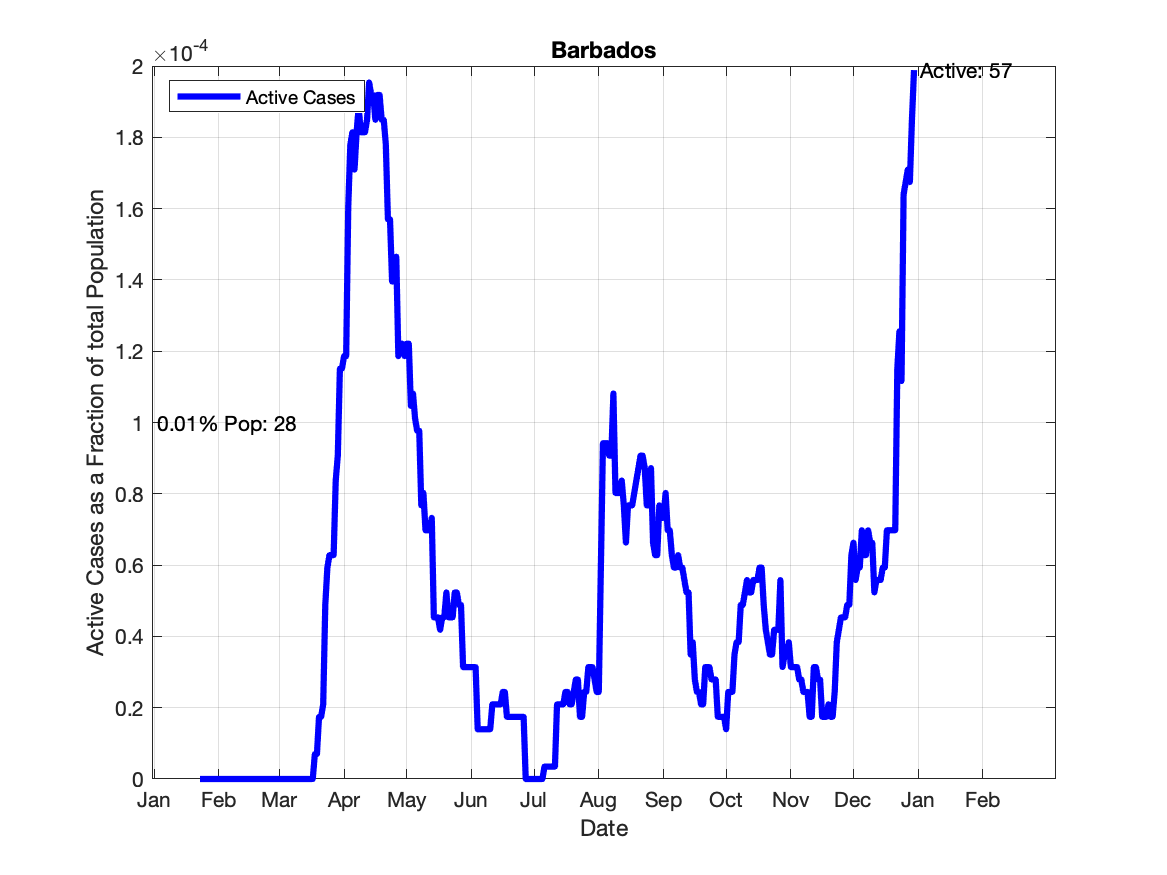 Barbados
×10^-4
Active: 57
Active Cases
0.01% Pop: 28
Active Cases as a Fraction of total Population
2
1.8
1.6
1.4
1.2
1
0.8
0.6
0.4
0.2
0
Jan Feb Mar Apr May Jun Jul Aug Sep Oct Nov Dec Jan Feb
Date